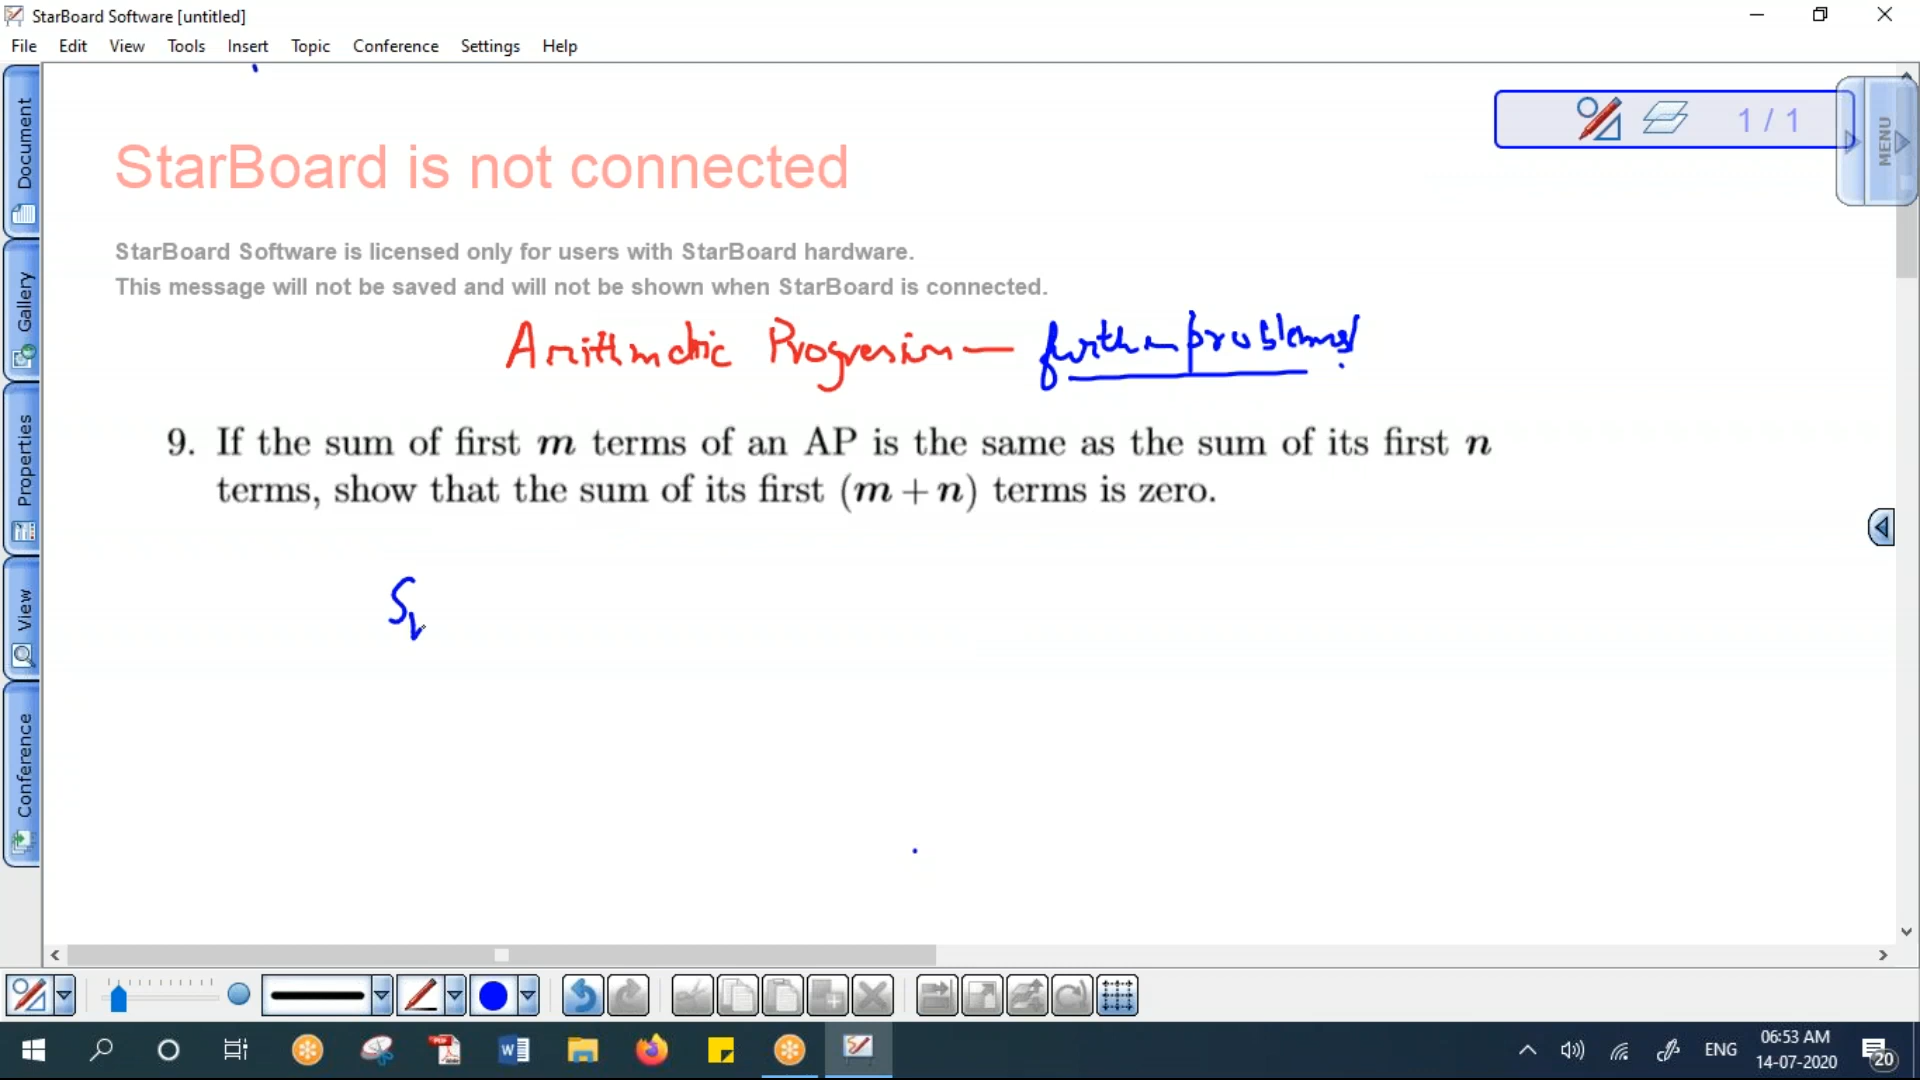 StarBoard Software [untitled]
File Edit View Tools Insert Topic Conference Settings Help
Document
Gallery
Properties
View
Conference
1 / 1
MENU
StarBoard is not connected
StarBoard Software is licensed only for users with StarBoard hardware.
This message will not be saved and will not be shown when StarBoard is connected.
Arithmetic Progression — further problems
9. If the sum of first m terms of an AP is the same as the sum of its first n
terms, show that the sum of its first (m + n) terms is zero.
S
ENG
06:53 AM
14-07-2020
20